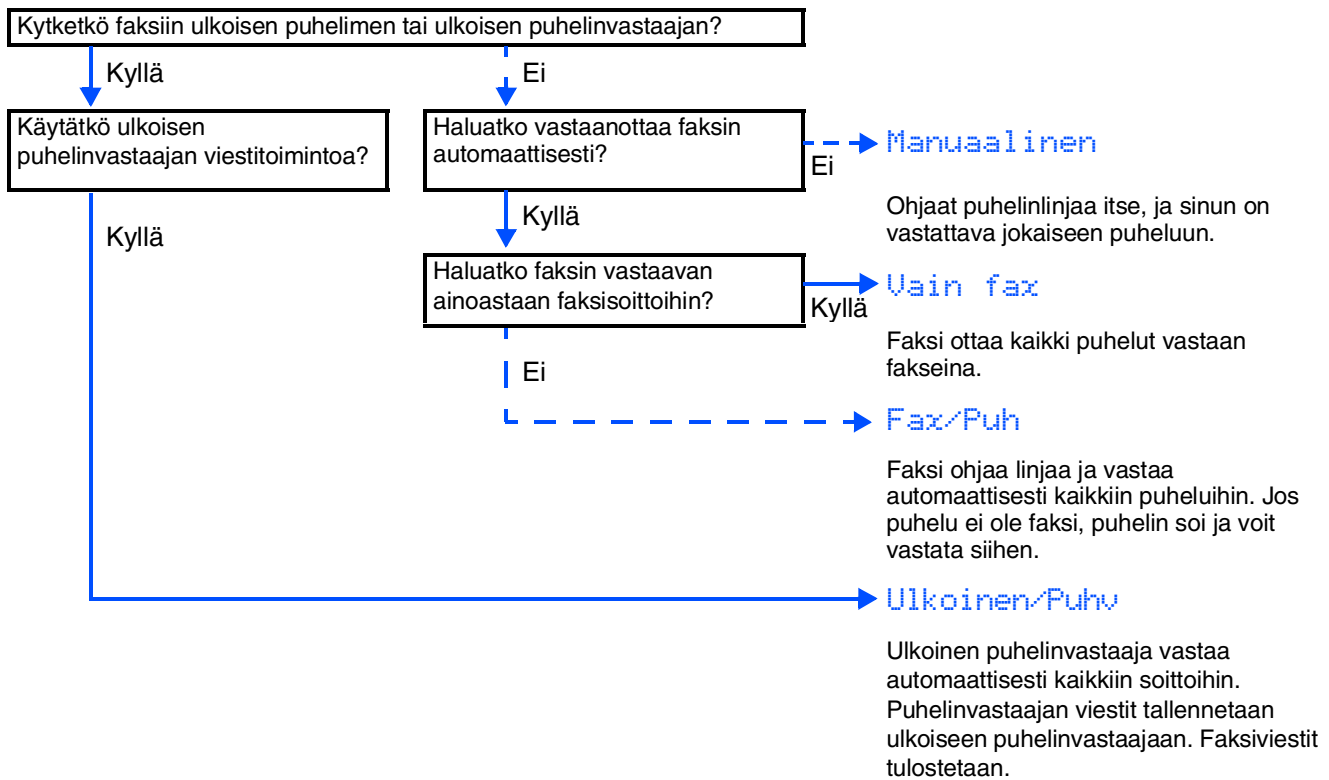 Kytketkö faksiin ulkoisen puhelimen tai ulkoisen puhelinvastaajan?
Kyllä
Ei
Käytätkö ulkoisen
puhelinvastaajan viestitoimintoa?
Haluatko vastaanottaa faksin
automaattisesti?
Ei
Manuaalinen
Ohjaat puhelinlinjaa itse, ja sinun on
vastattava jokaiseen puheluun.
Kyllä
Kyllä
Haluatko faksin vastaavan
ainoastaan faksisoittoihin?
Kyllä
Vain fax
Faksi ottaa kaikki puhelut vastaan
fakseina.
Ei
Fax/Puh
Faksi ohjaa linjaa ja vastaa
automaattisesti kaikkiin puheluihin. Jos
puhelu ei ole faksi, puhelin soi ja voit
vastata siihen.
Ulkoinen/Puhv
Ulkoinen puhelinvastaaja vastaa
automaattisesti kaikkiin soittoihin.
Puhelinvastaajan viestit tallennetaan
ulkoiseen puhelinvastaajaan. Faksiviestit
tulostetaan.